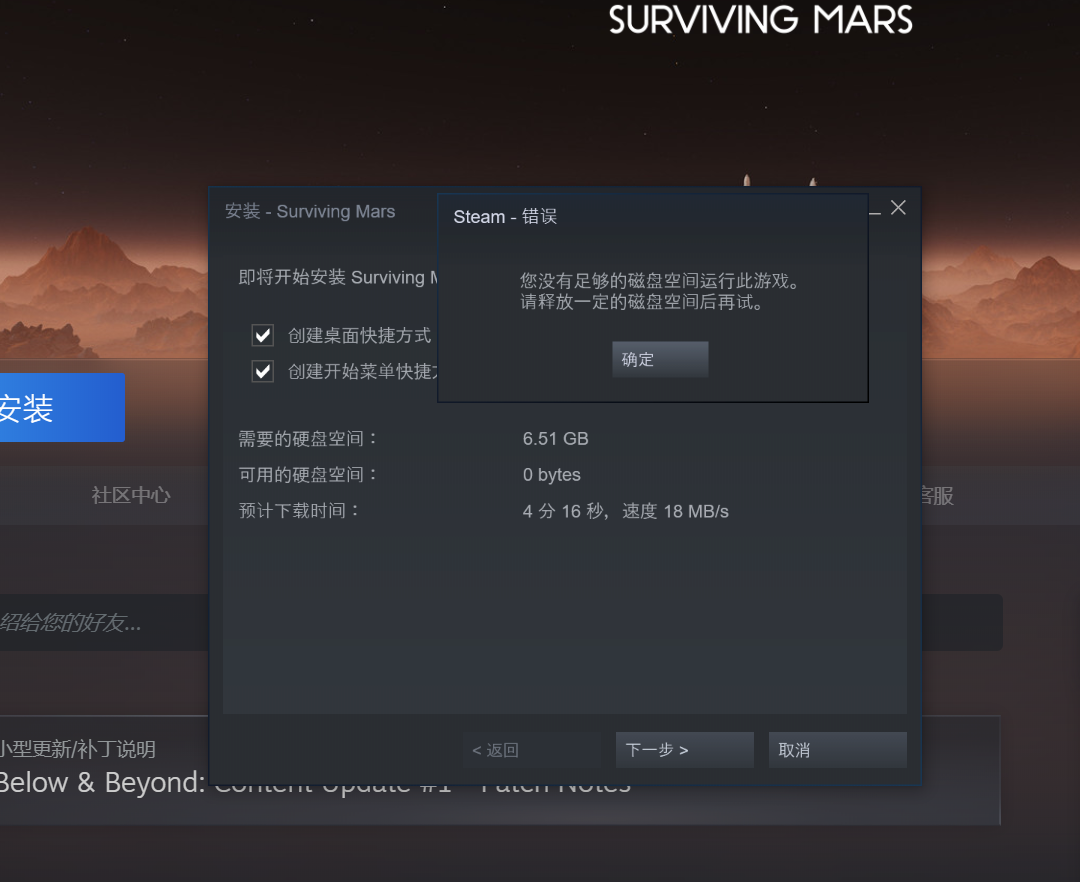 SURVIVING MARS
安装 - Surviving Mars
Steam - 错误
您没有足够的磁盘空间运行此游戏。
请释放一定的磁盘空间后再试。
确定
即将开始安装 Surviving
创建桌面快捷方式
创建开始菜单快捷
安装
需要的硬盘空间： 6.51 GB
可用的硬盘空间： 0 bytes
预计下载时间： 4 分 16 秒，速度 18 MB/s
社区中心
客服
绍给您的好友...
< 返回
下一步 >
取消
小型更新/补丁说明
Below & Beyond: Content Update #1 - Patch Notes